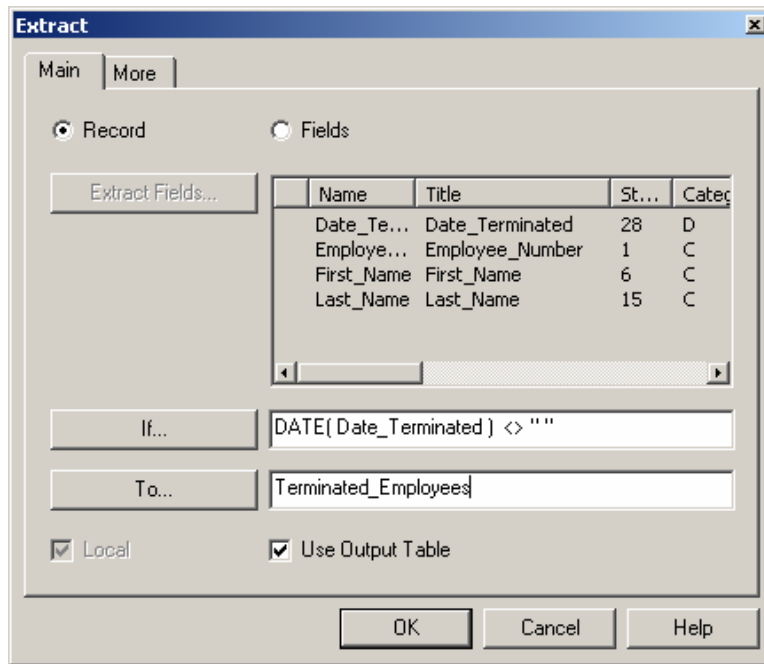 Extract
Main More
Record Fields
Extract Fields...
Name Title St... Categ
Date_Te... Date_Terminated 28 D
Employe... Employee_Number 1 C
First_Name First_Name 6 C
Last_Name Last_Name 15 C
If... DATE( Date_Terminated ) <> " "
To... Terminated_Employees
Local Use Output Table
OK Cancel Help